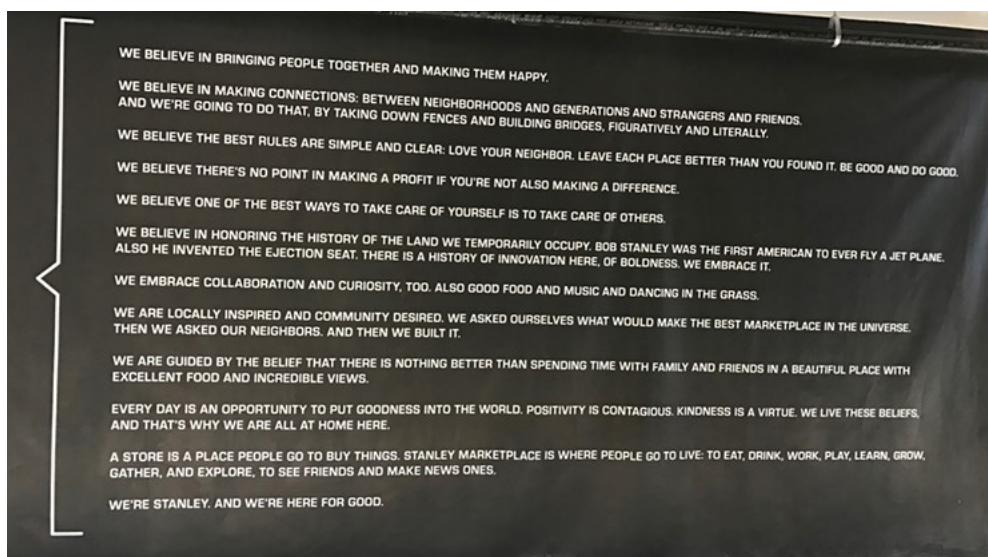 WE BELIEVE IN BRINGING PEOPLE TOGETHER AND MAKING THEM HAPPY.
WE BELIEVE IN MAKING CONNECTIONS: BETWEEN NEIGHBORHOODS AND GENERATIONS AND STRANGERS AND FRIENDS.
AND WE'RE GOING TO DO THAT, BY TAKING DOWN FENCES AND BUILDING BRIDGES, FIGURATIVELY AND LITERALLY.
WE BELIEVE THE BEST RULES ARE SIMPLE AND CLEAR: LOVE YOUR NEIGHBOR. LEAVE EACH PLACE BETTER THAN YOU FOUND IT. BE GOOD AND DO GOOD.
WE BELIEVE THERE'S NO POINT IN MAKING A PROFIT IF YOU'RE NOT ALSO MAKING A DIFFERENCE.
WE BELIEVE ONE OF THE BEST WAYS TO TAKE CARE OF YOURSELF IS TO TAKE CARE OF OTHERS.
WE BELIEVE IN HONORING THE HISTORY OF THE LAND WE TEMPORARILY OCCUPY. BOB STANLEY WAS THE FIRST AMERICAN TO EVER FLY A JET PLANE.
ALSO HE INVENTED THE EJECTION SEAT. THERE IS A HISTORY OF INNOVATION HERE, OF BOLDNESS. WE EMBRACE IT.
WE EMBRACE COLLABORATION AND CURIOSITY, TOO. ALSO GOOD FOOD AND MUSIC AND DANCING IN THE GRASS.
WE ARE LOCALLY INSPIRED AND COMMUNITY DESIRED. WE ASKED OURSELVES WHAT WOULD MAKE THE BEST MARKETPLACE IN THE UNIVERSE.
THEN WE ASKED OUR NEIGHBORS. AND THEN WE BUILT IT.
WE ARE GUIDED BY THE BELIEF THAT THERE IS NOTHING BETTER THAN SPENDING TIME WITH FAMILY AND FRIENDS IN A BEAUTIFUL PLACE WITH
EXCELLENT FOOD AND INCREDIBLE VIEWS.
EVERY DAY IS AN OPPORTUNITY TO PUT GOODNESS INTO THE WORLD. POSITIVITY IS CONTAGIOUS. KINDNESS IS A VIRTUE. WE LIVE THESE BELIEFS,
AND THAT'S WHY WE ARE ALL AT HOME HERE.
A STORE IS A PLACE PEOPLE GO TO BUY THINGS. STANLEY MARKETPLACE IS WHERE PEOPLE GO TO LIVE: TO EAT, DRINK, WORK, PLAY, LEARN, GROW,
GATHER, AND EXPLORE, TO SEE FRIENDS AND MAKE NEWS ONES.
WE'RE STANLEY. AND WE'RE HERE FOR GOOD.